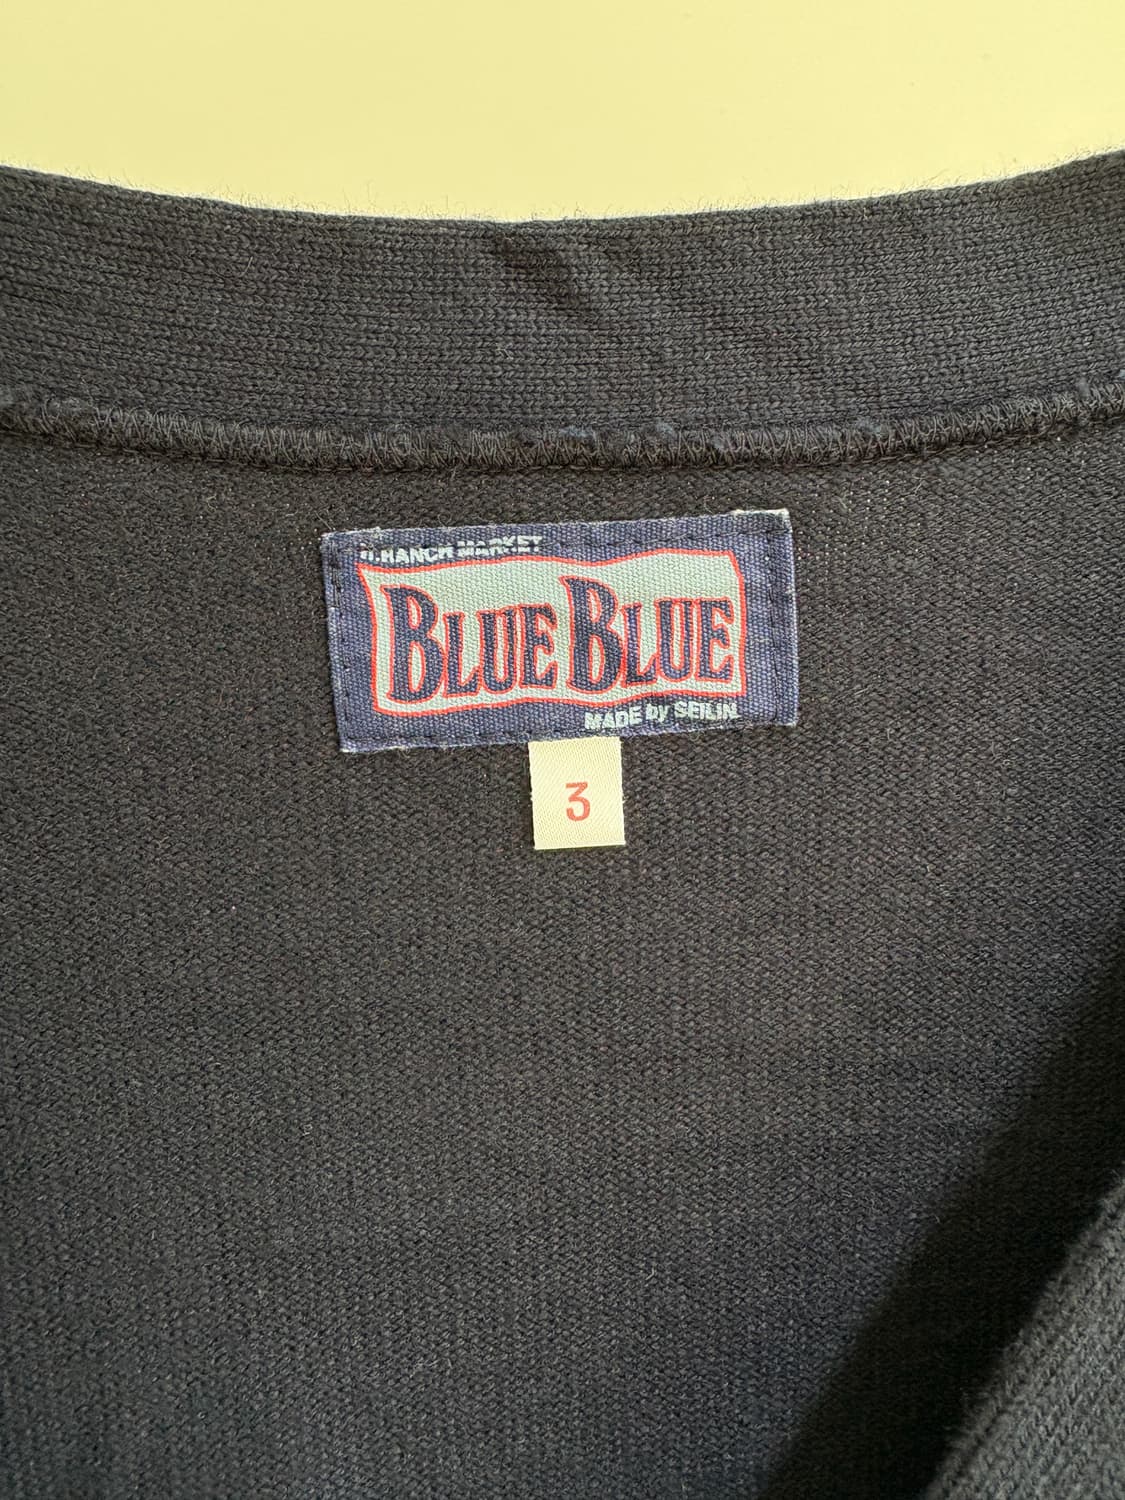 H.RANCH MARKET
BLUE BLUE
MADE by SEILIN
3